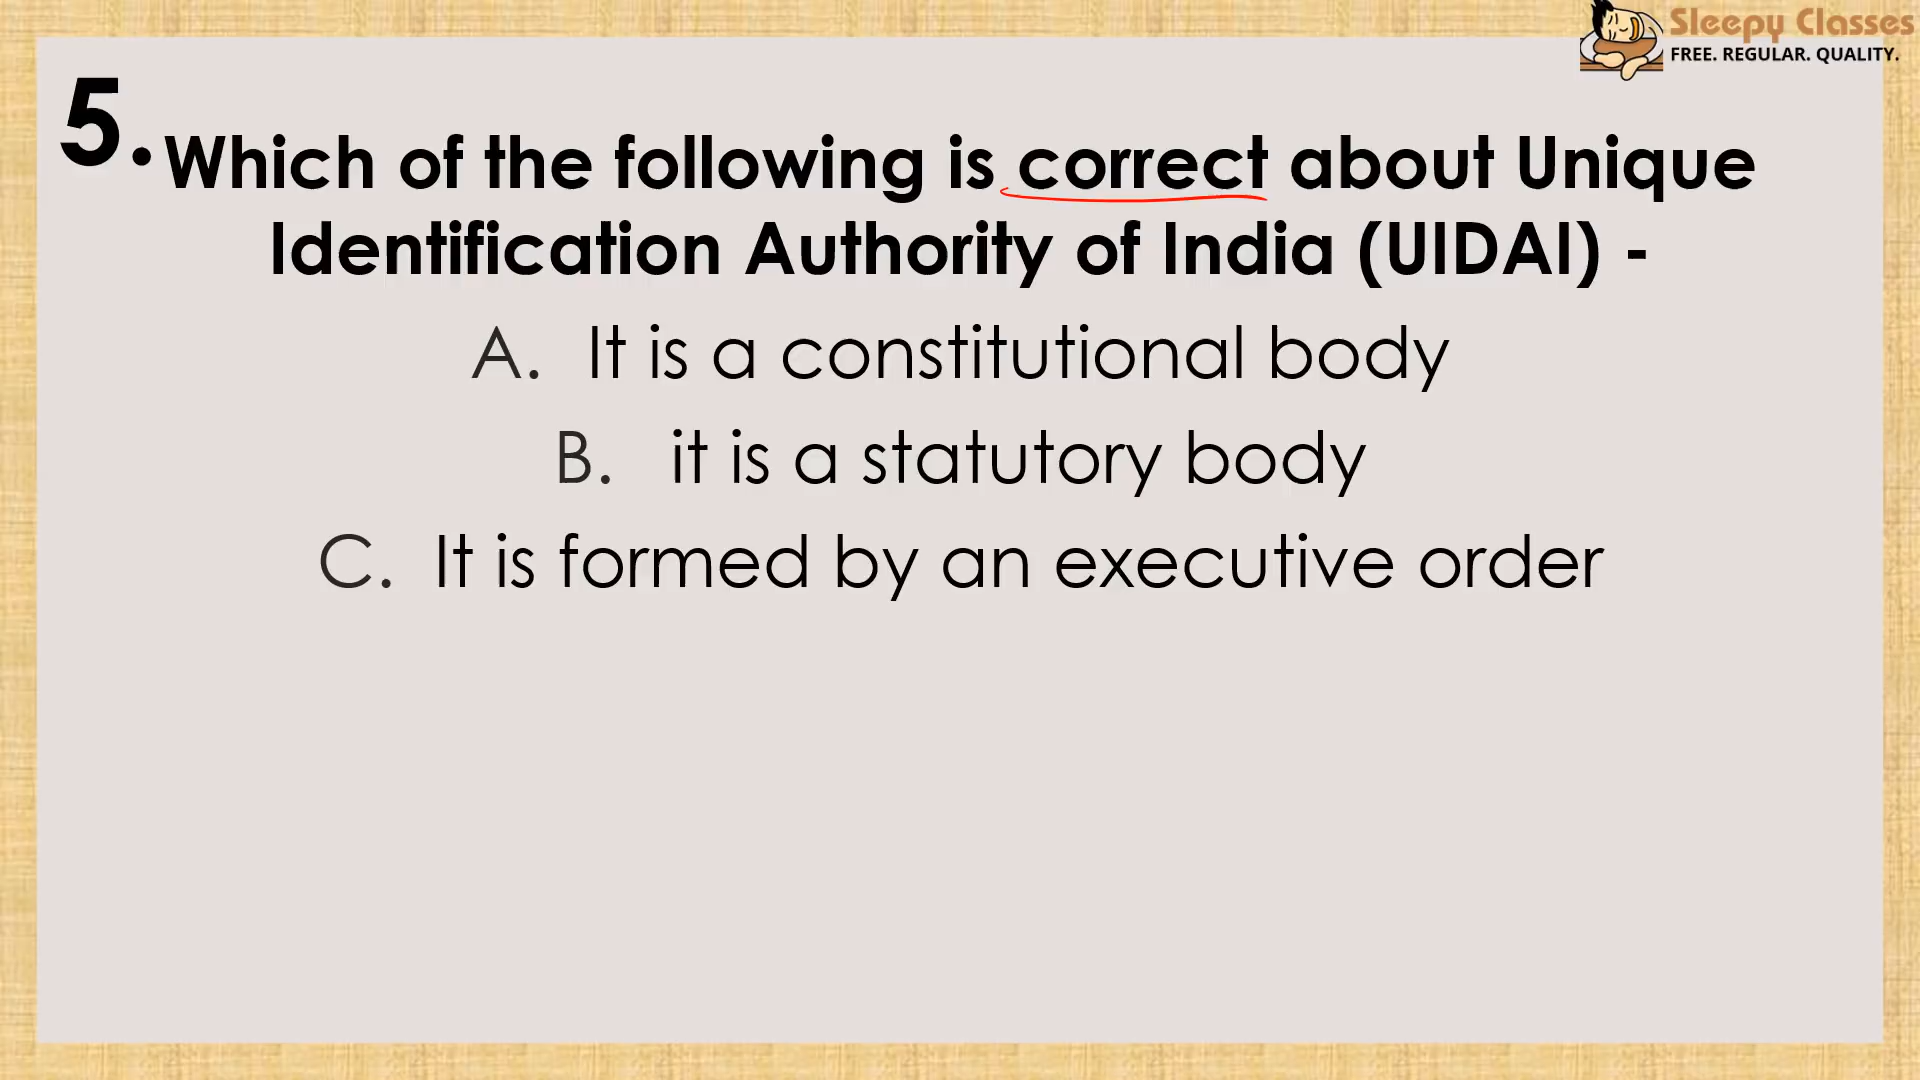 Sleepy Classes
FREE. REGULAR. QUALITY.
5. Which of the following is correct about Unique
Identification Authority of India (UIDAI) -
A. It is a constitutional body
B. it is a statutory body
C. It is formed by an executive order